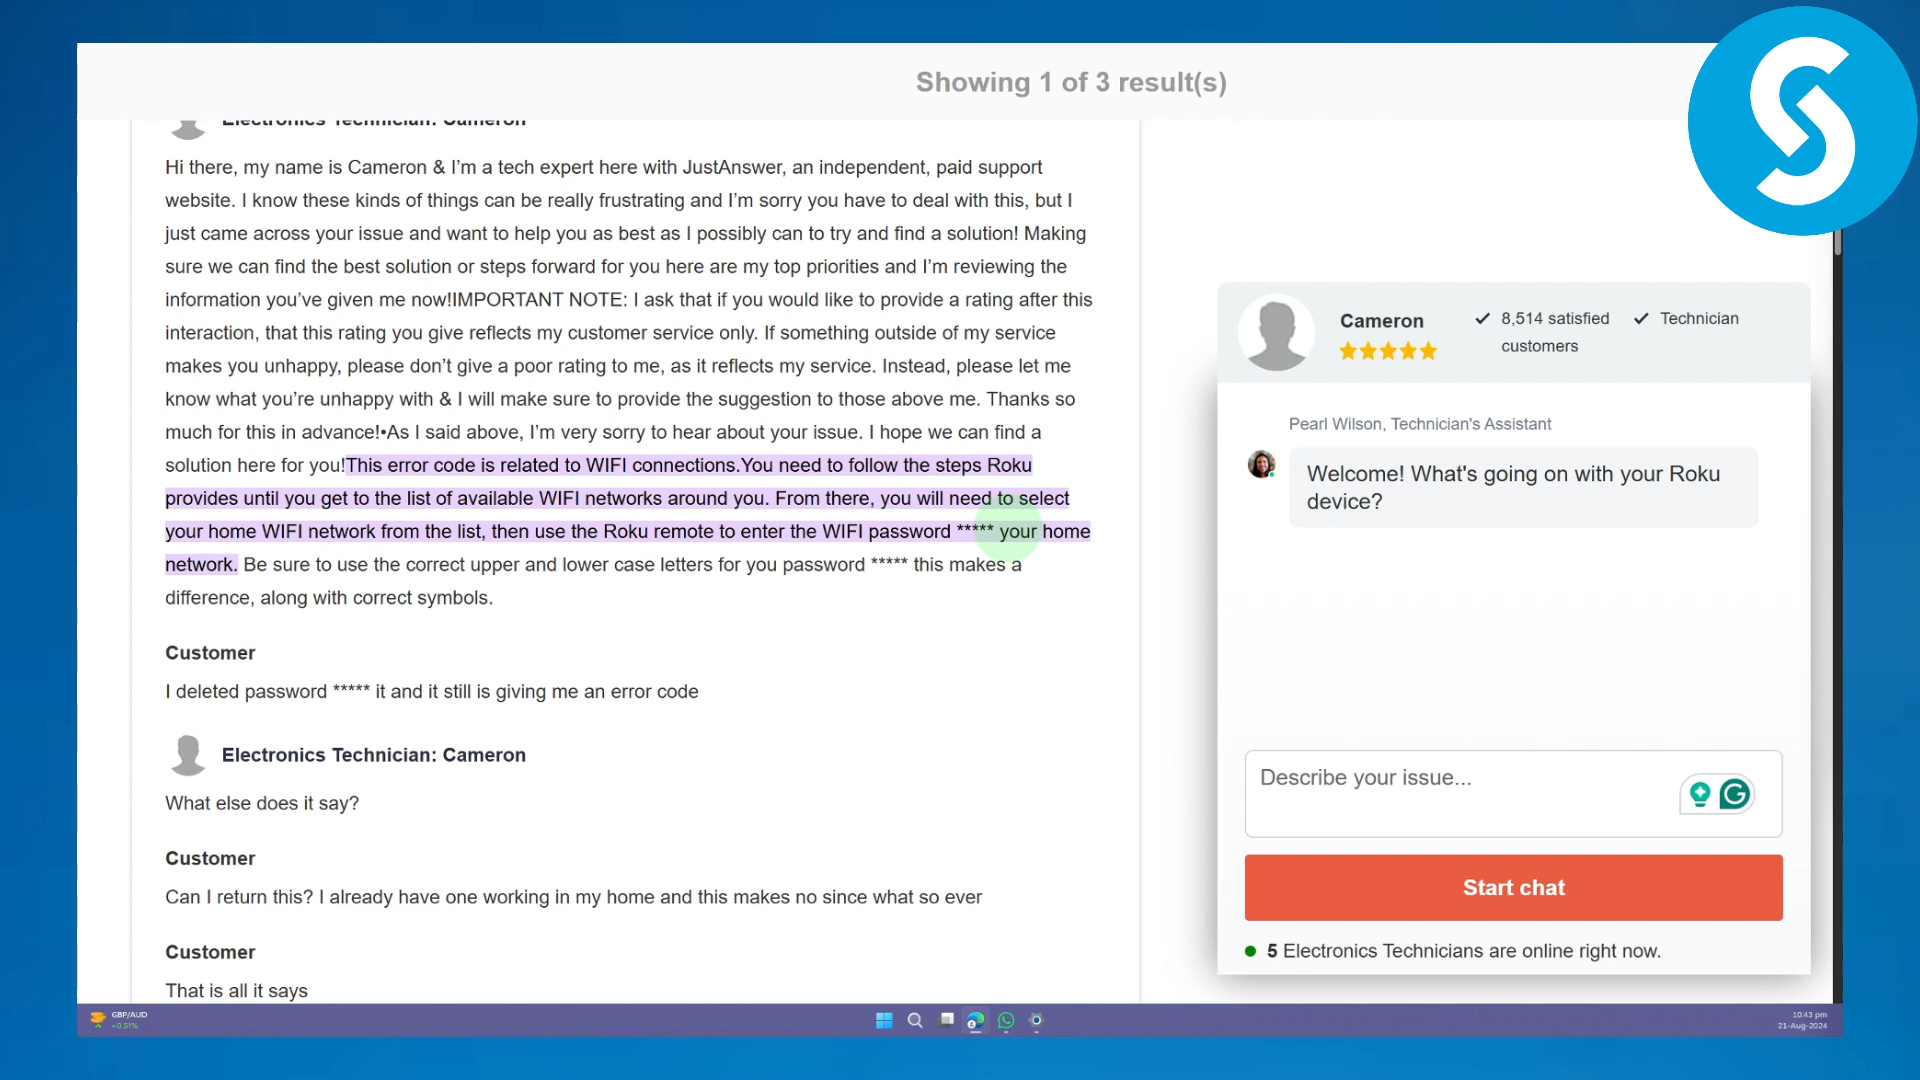 Showing 1 of 3 result(s)
Electronics Technician: Cameron
Hi there, my name is Cameron & I’m a tech expert here with JustAnswer, an independent, paid support
website. I know these kinds of things can be really frustrating and I’m sorry you have to deal with this, but I
just came across your issue and want to help you as best as I possibly can to try and find a solution! Making
sure we can find the best solution or steps forward for you here are my top priorities and I’m reviewing the
information you’ve given me now!IMPORTANT NOTE: I ask that if you would like to provide a rating after this
interaction, that this rating you give reflects my customer service only. If something outside of my service
makes you unhappy, please don’t give a poor rating to me, as it reflects my service. Instead, please let me
know what you’re unhappy with & I will make sure to provide the suggestion to those above me. Thanks so
much for this in advance!•As I said above, I’m very sorry to hear about your issue. I hope we can find a
solution here for you!This error code is related to WIFI connections.You need to follow the steps Roku
provides until you get to the list of available WIFI networks around you. From there, you will need to select
your home WIFI network from the list, then use the Roku remote to enter the WIFI password ***** your home
network. Be sure to use the correct upper and lower case letters for you password ***** this makes a
difference, along with correct symbols.
Customer
I deleted password ***** it and it still is giving me an error code
Electronics Technician: Cameron
What else does it say?
Customer
Can I return this? I already have one working in my home and this makes no since what so ever
Customer
That is all it says
Cameron
8,514 satisfied
customers
Technician
Pearl Wilson, Technician's Assistant
Welcome! What's going on with your Roku
device?
Describe your issue...
Start chat
5 Electronics Technicians are online right now.
GBP/AUD
+0.51%
10:43 pm
21-Aug-2024